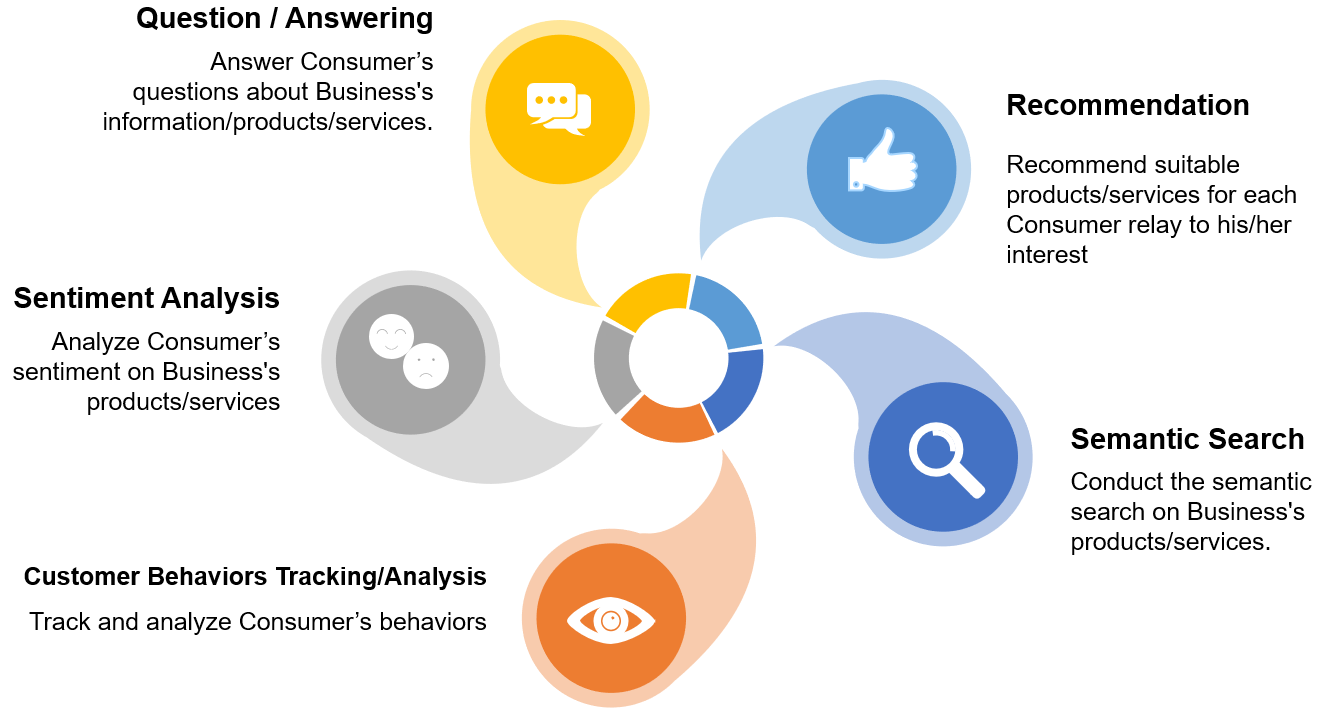 Question / Answering
Answer Consumer’s
questions about Business's
information/products/services.
Recommendation
Recommend suitable
products/services for each
Consumer relay to his/her
interest
Sentiment Analysis
Analyze Consumer’s
sentiment on Business's
products/services
Semantic Search
Conduct the semantic
search on Business's
products/services.
Customer Behaviors Tracking/Analysis
Track and analyze Consumer’s behaviors